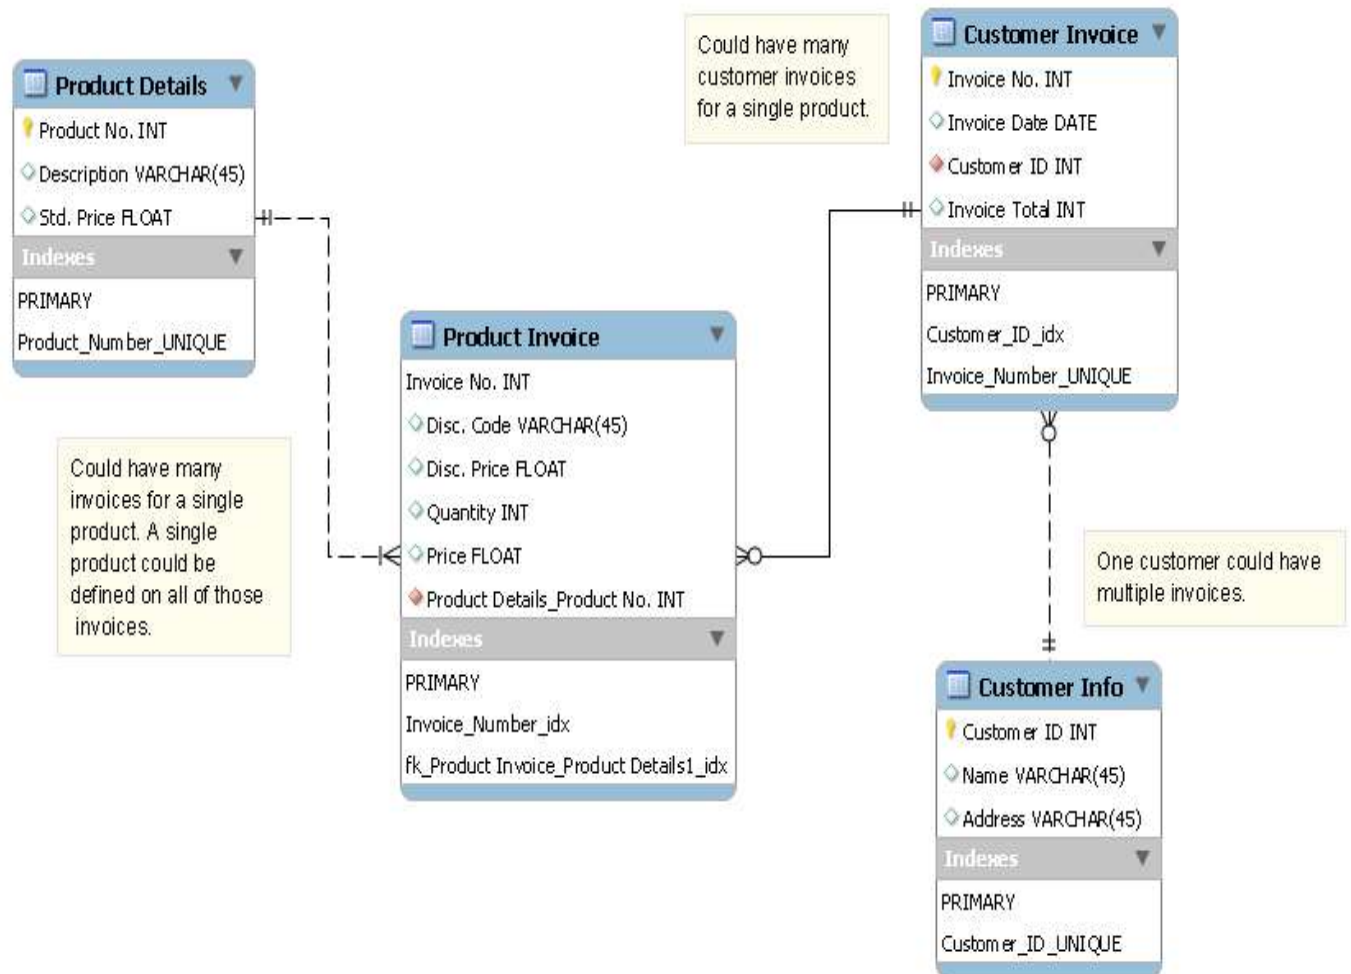 Product Details
Product No. INT
Description VARCHAR(45)
Std. Price FLOAT
Indexes
PRIMARY
Product_Number_UNIQUE
Could have many
invoices for a single
product. A single
product could be
defined on all of those
invoices.
Product Invoice
Invoice No. INT
Disc. Code VARCHAR(45)
Disc. Price FLOAT
Quantity INT
Price FLOAT
Product Details_Product No. INT
Indexes
PRIMARY
Invoice_Number_idx
fk_Product Invoice_Product Details1_idx
Could have many
customer invoices
for a single product.
Customer Invoice
Invoice No. INT
Invoice Date DATE
Customer ID INT
Invoice Total INT
Indexes
PRIMARY
Customer_ID_idx
Invoice_Number_UNIQUE
One customer could have
multiple invoices.
Customer Info
Customer ID INT
Name VARCHAR(45)
Address VARCHAR(45)
Indexes
PRIMARY
Customer_ID_UNIQUE